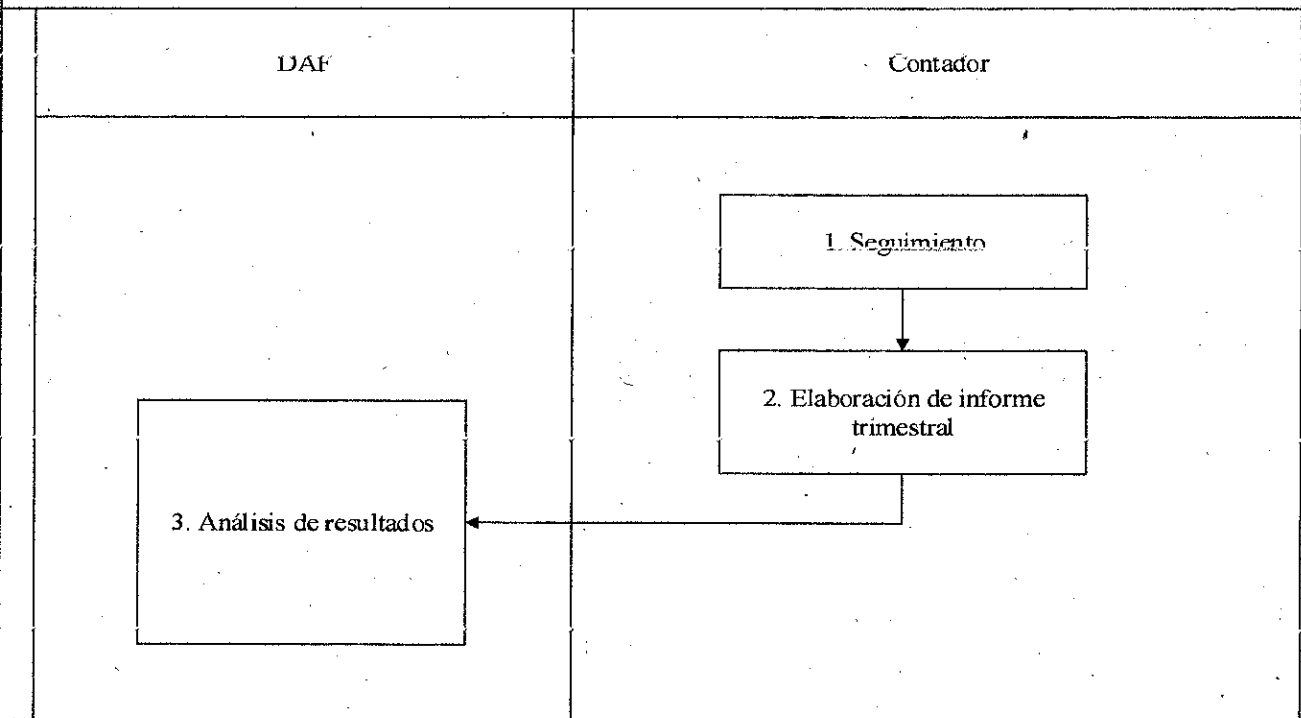 DAF
Contador
1. Seguimiento
2. Elaboración de informe
trimestral
3. Análisis de resultados